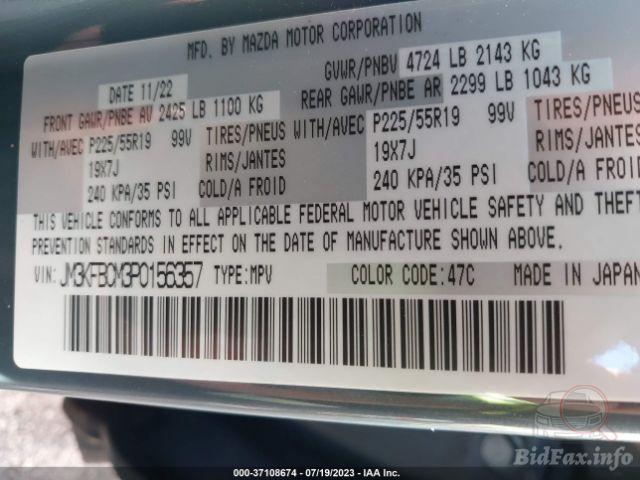 MFD. BY MAZDA MOTOR CORPORATION
DATE 11/22 GVWR/PNBV 4724 LB 2143 KG
FRONT GAWR/PNBE AV 2425 LB 1100 KG REAR GAWR/PNBE AR 2299 LB 1043 KG
WITH/AVEC P225/55R19 99V TIRES/PNEUS WITH/AVEC P225/55R19 99V TIRES/PNEUS
19X7J RIMS/JANTES 19X7J RIMS/JANTES
240 KPA/35 PSI COLD/A FROID 240 KPA/35 PSI COLD/A FROID
THIS VEHICLE CONFORMS TO ALL APPLICABLE FEDERAL MOTOR VEHICLE SAFETY AND THEFT
PREVENTION STANDARDS IN EFFECT ON THE DATE OF MANUFACTURE SHOWN ABOVE.
VIN: JM3KFBCM3P0156357 TYPE:MPV COLOR CODE:47C MADE IN JAPAN
BidFax.info
000-37108674 - 07/19/2023 - IAA Inc.